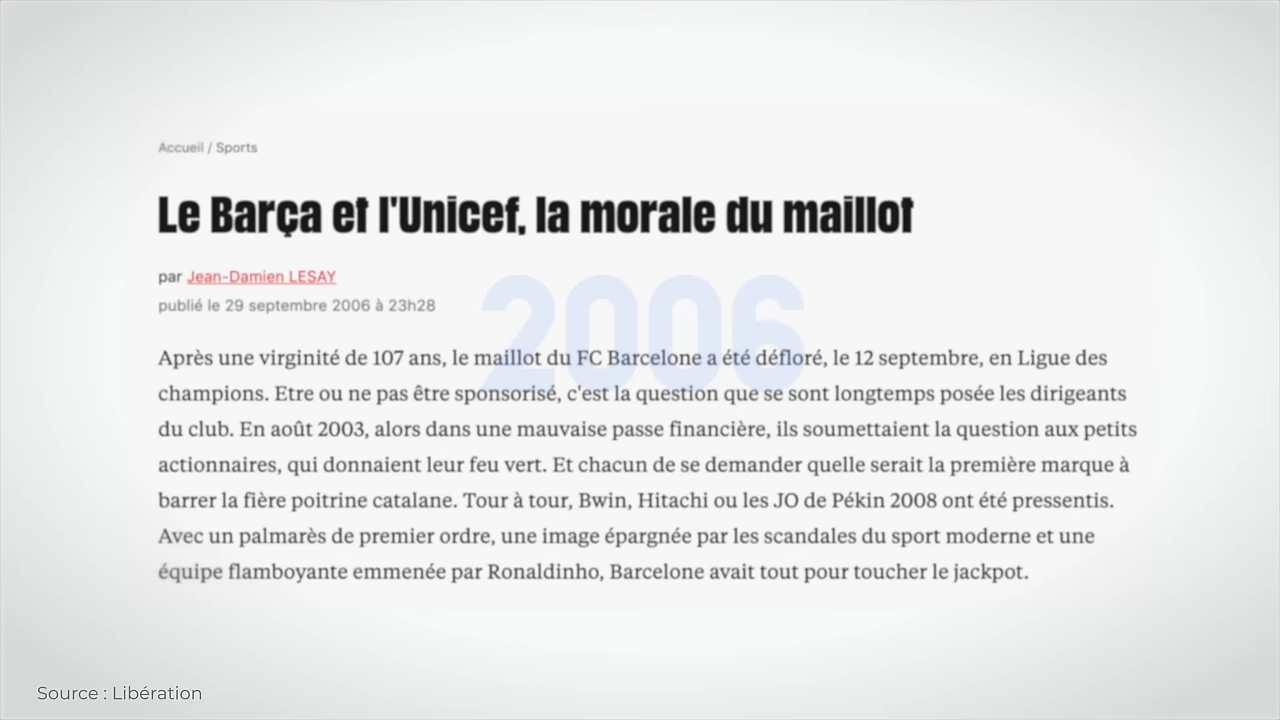 Accueil / Sports
Le Barça et l'Unicef, la morale du maillot
par Jean-Damien LESAY
publié le 29 septembre 2006 à 23h28
2006
Après une virginité de 107 ans, le maillot du FC Barcelone a été défloré, le 12 septembre, en Ligue des
champions. Etre ou ne pas être sponsorisé, c'est la question que se sont longtemps posée les dirigeants
du club. En août 2003, alors dans une mauvaise passe financière, ils soumettaient la question aux petits
actionnaires, qui donnaient leur feu vert. Et chacun de se demander quelle serait la première marque à
barrer la fière poitrine catalane. Tour à tour, Bwin, Hitachi ou les JO de Pékin 2008 ont été pressentis.
Avec un palmarès de premier ordre, une image épargnée par les scandales du sport moderne et une
équipe flamboyante emmenée par Ronaldinho, Barcelone avait tout pour toucher le jackpot.
Source : Libération